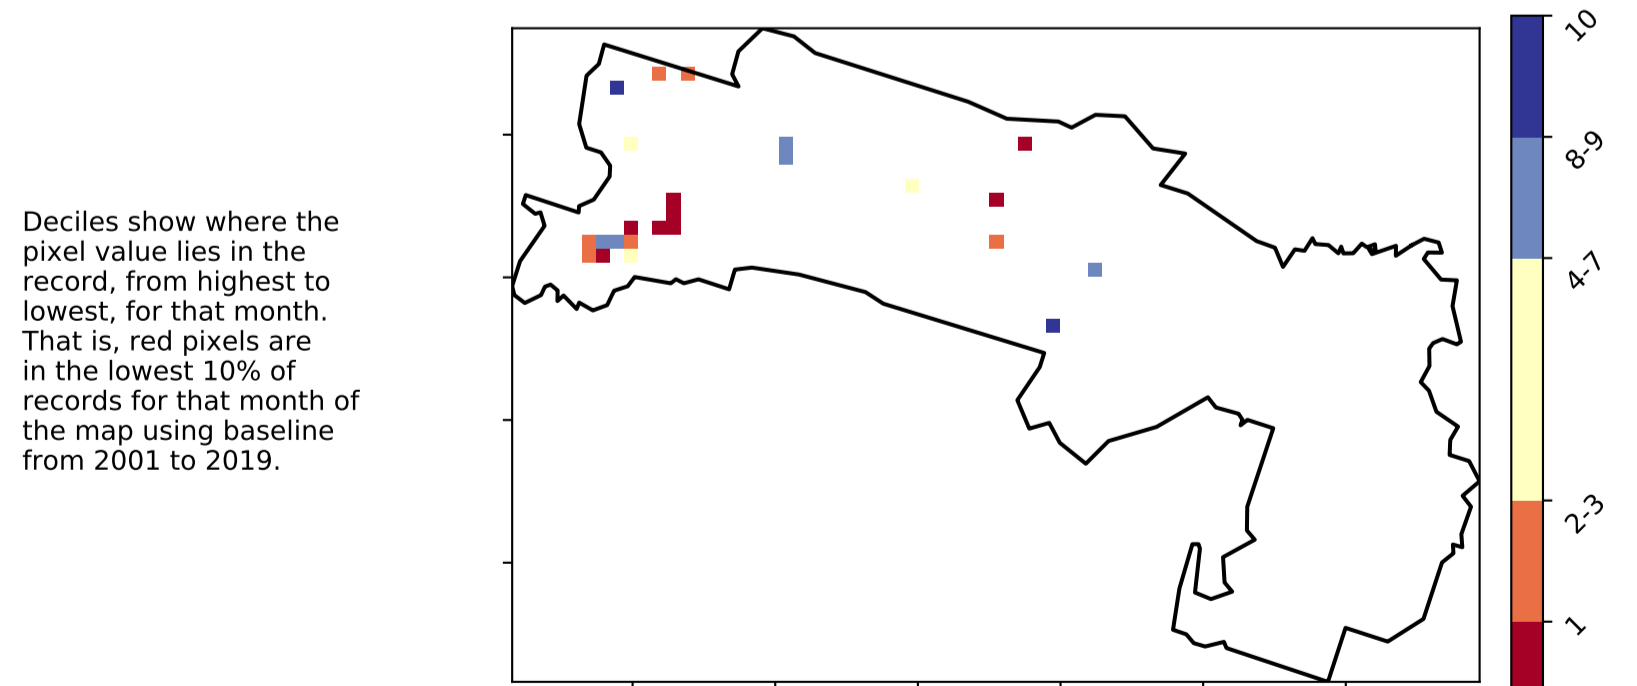 Deciles show where the
pixel value lies in the
record, from highest to
lowest, for that month.
That is, red pixels are
in the lowest 10% of
records for that month of
the map using baseline
from 2001 to 2019.
10
8-9
4-7
2-3
1